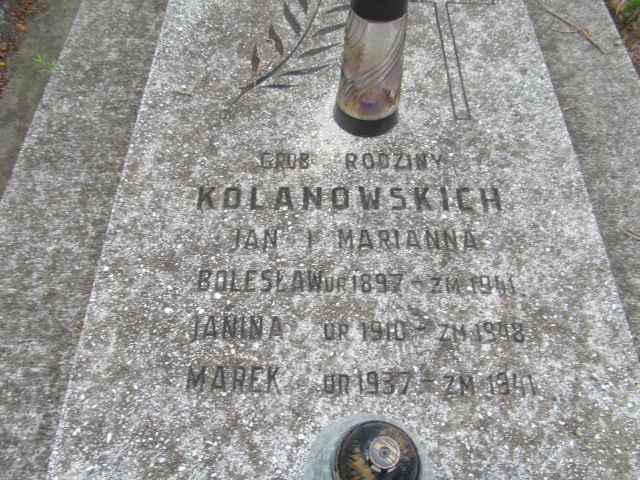 GROB RODZINY
KOLANOWSKICH
JAN I MARIANNA
BOLESŁAW UR 1897 - ZM 1941
JANINA UR 1910 - ZM 1948
MAREK UR 1937 - ZM 1941